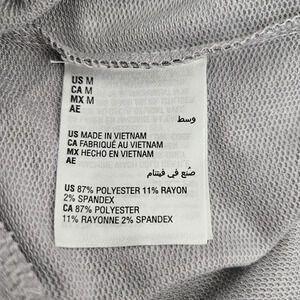 US M
CA M
MX M
AE
وسط
US MADE IN VIETNAM
CA FABRIQUÉ AU VIETNAM
MX HECHO EN VIETNAM
AE
صُنع في فيتنام
US 87% POLYESTER 11% RAYON
2% SPANDEX
CA 87% POLYESTER
11% RAYONNE 2% SPANDEX